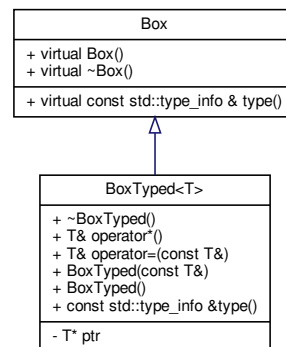 Box
+ virtual Box()
+ virtual ~Box()
+ virtual const std::type_info & type()
BoxTyped<T>
+ ~BoxTyped()
+ T& operator*()
+ T& operator=(const T&)
+ BoxTyped(const T&)
+ BoxTyped()
+ const std::type_info &type()
- T* ptr